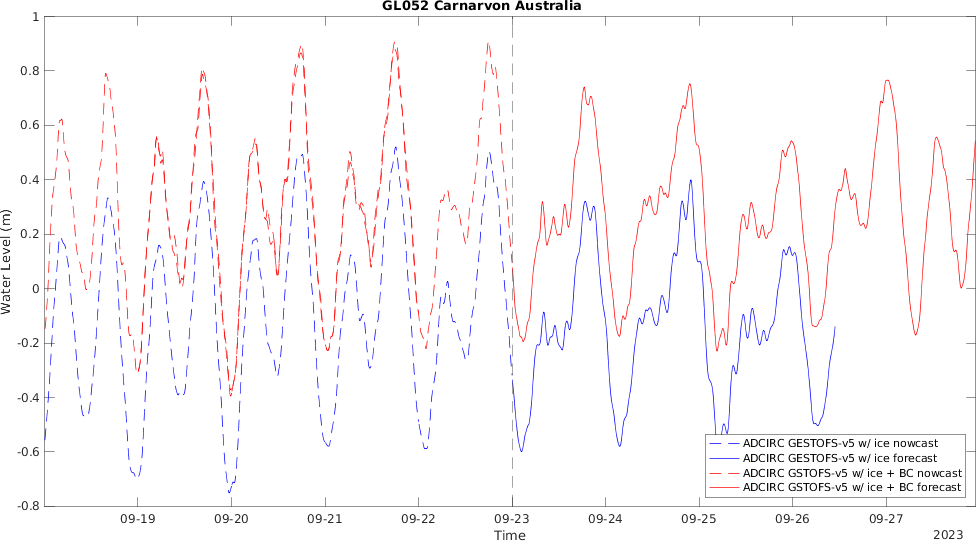 GL052 Carnarvon Australia
1
0.8
0.6
0.4
0.2
0
-0.2
-0.4
-0.6
-0.8
Water Level (m)
ADCIRC GESTOFS-v5 w/ ice nowcast
ADCIRC GESTOFS-v5 w/ ice forecast
ADCIRC GSTOFS-v5 w/ ice + BC nowcast
ADCIRC GSTOFS-v5 w/ ice + BC forecast
09-19 09-20 09-21 09-22 09-23 09-24 09-25 09-26 09-27
Time
2023